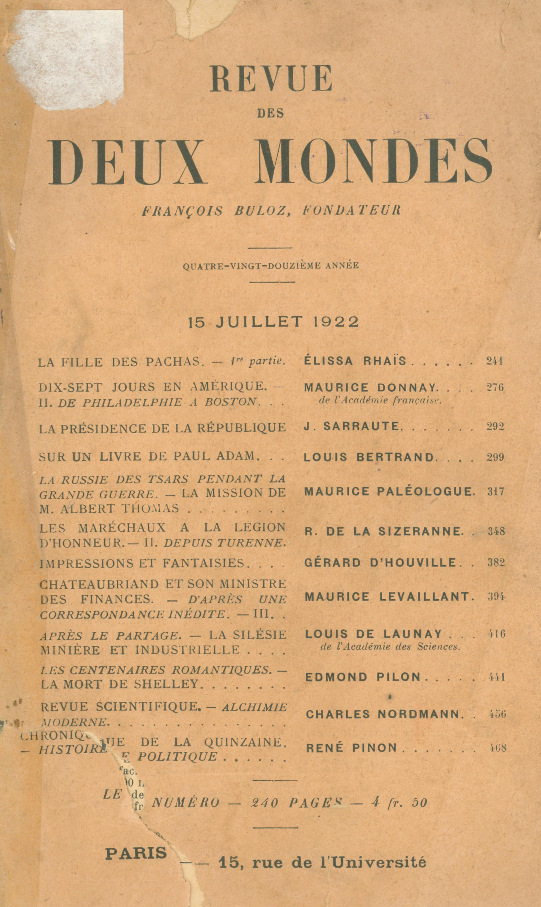 REVUE
DES
DEUX MONDES
FRANÇOIS BULOZ, FONDATEUR
QUATRE-VINGT-DOUZIÈME ANNÉE
15 JUILLET 1922
LA FILLE DES PACHAS. — 1re partie. ÉLISSA RHAÏS. . . . . . 241
DIX-SEPT JOURS EN AMÉRIQUE. — MAURICE DONNAY. . . . 276
II. DE PHILADELPHIE A BOSTON. . . de l'Académie française.
LA PRÉSIDENCE DE LA RÉPUBLIQUE J. SARRAUTE. . . . . . . 292
SUR UN LIVRE DE PAUL ADAM. . . LOUIS BERTRAND. . . . 299
LA RUSSIE DES TSARS PENDANT LA
GRANDE GUERRE. — LA MISSION DE MAURICE PALÉOLOGUE. 317
M. ALBERT THOMAS . . . . . . . . .
LES MARÉCHAUX A LA LEGION R. DE LA SIZERANNE. . 348
D'HONNEUR. — II. DEPUIS TURENNE.
IMPRESSIONS ET FANTAISIES. . . . GÉRARD D'HOUVILLE. . 382
CHATEAUBRIAND ET SON MINISTRE
DES FINANCES. — D'APRÈS UNE MAURICE LEVAILLANT. 394
CORRESPONDANCE INÉDITE. — III. .
APRÈS LE PARTAGE. — LA SILÉSIE LOUIS DE LAUNAY . . . 416
MINIÈRE ET INDUSTRIELLE . . . . de l'Académie des Sciences.
LES CENTENAIRES ROMANTIQUES. — EDMOND PILON . . . . . 441
LA MORT DE SHELLEY. . . . . . . .
REVUE SCIENTIFIQUE. — ALCHIMIE CHARLES NORDMANN. . 456
MODERNE. . . . . . . . . . . . . . . .
CHRONIQ UE DE LA QUINZAINE. RENÉ PINON . . . . . . . 468
— HISTOIRE E POLITIQUE . . . . . .
fac.
LE de NUMÉRO — 240 PAGES — 4 fr. 50
fr
PARIS —— 15, rue de l'Université